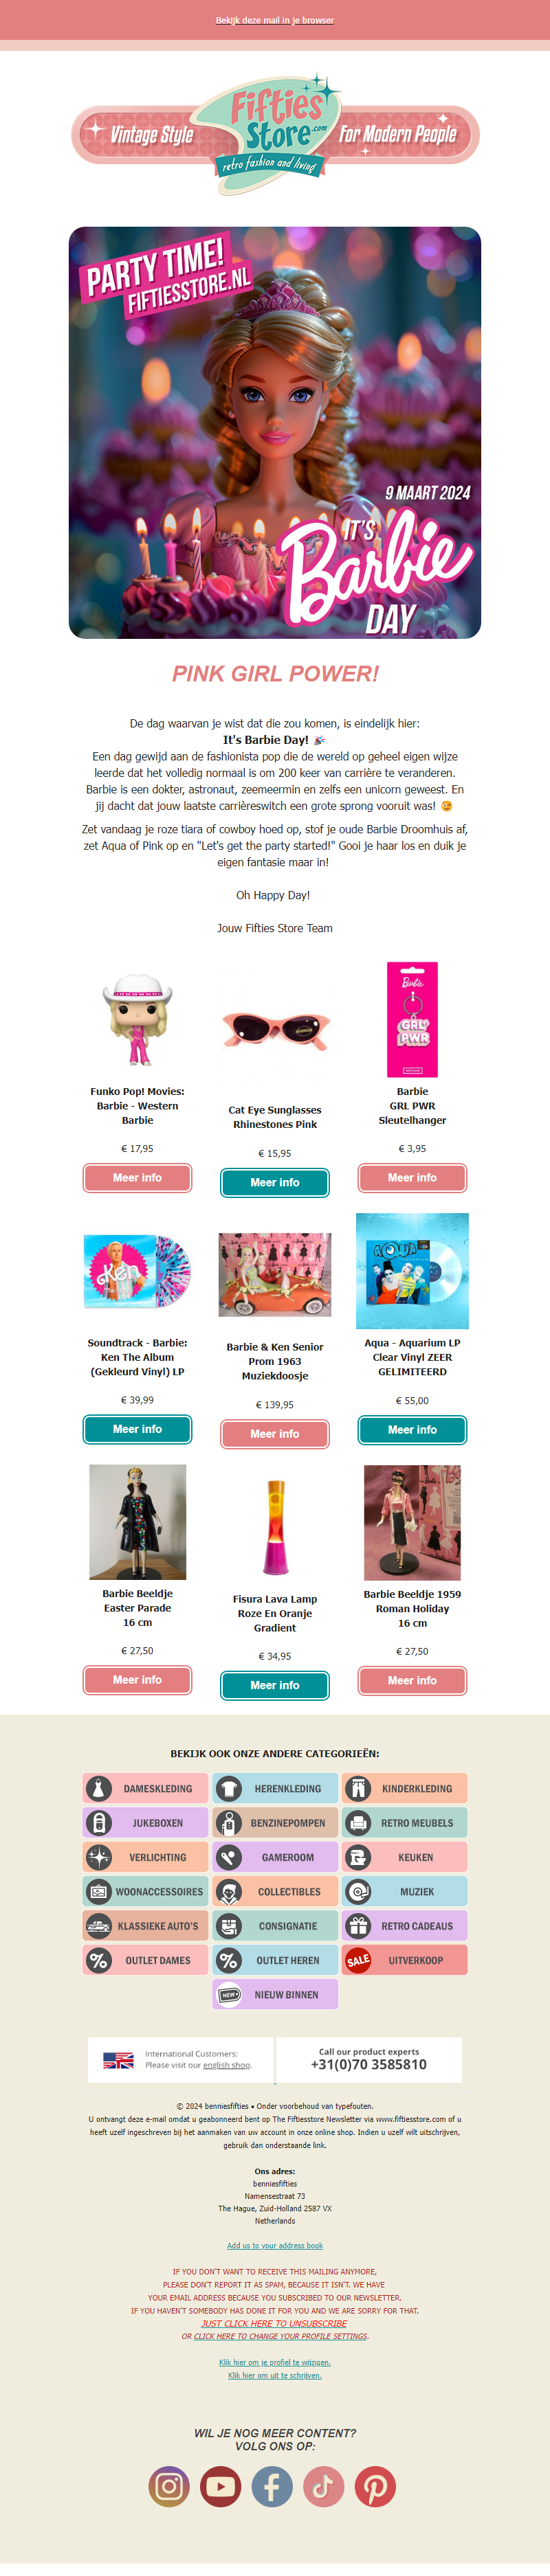 Bekijk deze mail in je browser
Vintage Style
Fifties
Store.com
retro fashion and living
For Modern People
PARTY TIME!
FIFTIESSTORE.NL
9 MAART 2024
IT'S
Barbie
DAY
PINK GIRL POWER!
De dag waarvan je wist dat die zou komen, is eindelijk hier:
It's Barbie Day! 🎉
Een dag gewijd aan de fashionista pop die de wereld op geheel eigen wijze
leerde dat het volledig normaal is om 200 keer van carrière te veranderen.
Barbie is een dokter, astronaut, zeemeermin en zelfs een unicorn geweest. En
jij dacht dat jouw laatste carrièreswitch een grote sprong vooruit was! 😉
Zet vandaag je roze tiara of cowboy hoed op, stof je oude Barbie Droomhuis af,
zet Aqua of Pink op en "Let's get the party started!" Gooi je haar los en duik je
eigen fantasie maar in!
Oh Happy Day!
Jouw Fifties Store Team
Funko Pop! Movies:
Barbie - Western
Barbie
€ 17,95
Meer info
Cat Eye Sunglasses
Rhinestones Pink
€ 15,95
Meer info
Barbie
GRL
PWR
Barbie
GRL PWR
Sleutelhanger
€ 3,95
Meer info
Ken
Soundtrack - Barbie:
Ken The Album
(Gekleurd Vinyl) LP
€ 39,99
Meer info
Barbie & Ken Senior
Prom 1963
Muziekdoosje
€ 139,95
Meer info
AQUA
Aqua - Aquarium LP
Clear Vinyl ZEER
GELIMITEERD
€ 55,00
Meer info
Barbie Beeldje
Easter Parade
16 cm
€ 27,50
Meer info
Fisura Lava Lamp
Roze En Oranje
Gradient
€ 34,95
Meer info
Barbie Beeldje 1959
Roman Holiday
16 cm
€ 27,50
Meer info
BEKIJK OOK ONZE ANDERE CATEGORIEËN:
DAMESKLEDING
HERENKLEDING
KINDERKLEDING
JUKEBOXEN
BENZINEPOMPEN
RETRO MEUBELS
VERLICHTING
GAMEROOM
KEUKEN
WOONACCESSOIRES
COLLECTIBLES
MUZIEK
KLASSIEKE AUTO'S
CONSIGNATIE
RETRO CADEAUS
OUTLET DAMES
OUTLET HEREN
SALE
UITVERKOOP
NEW
NIEUW BINNEN
International Customers:
Please visit our english shop.
Call our product experts
+31(0)70 3585810
© 2024 benniesfifties • Onder voorbehoud van typefouten.
U ontvangt deze e-mail omdat u geabonneerd bent op The Fiftiesstore Newsletter via www.fiftiesstore.com of u
heeft uzelf ingeschreven bij het aanmaken van uw account in onze online shop. Indien u uzelf wilt uitschrijven,
gebruik dan onderstaande link.
Ons adres:
benniesfifties
Namensestraat 73
The Hague, Zuid-Holland 2587 VX
Netherlands
Add us to your address book
IF YOU DON'T WANT TO RECEIVE THIS MAILING ANYMORE,
PLEASE DON'T REPORT IT AS SPAM, BECAUSE IT ISN'T. WE HAVE
YOUR EMAIL ADDRESS BECAUSE YOU SUBSCRIBED TO OUR NEWSLETTER.
IF YOU HAVEN'T SOMEBODY HAS DONE IT FOR YOU AND WE ARE SORRY FOR THAT.
JUST CLICK HERE TO UNSUBSCRIBE
OR CLICK HERE TO CHANGE YOUR PROFILE SETTINGS.
Klik hier om je profiel te wijzigen.
Klik hier om uit te schrijven.
WIL JE NOG MEER CONTENT?
VOLG ONS OP: